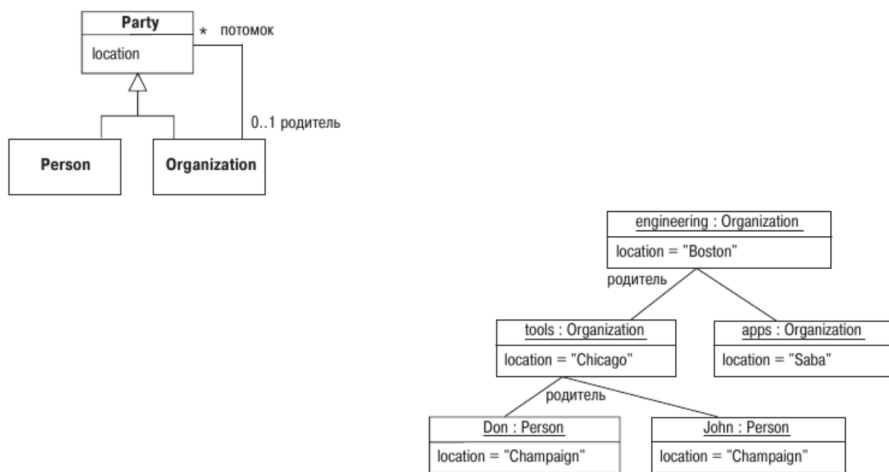 Party
* потомок
location
0..1 родитель
Person
Organization
engineering : Organization
location = "Boston"
родитель
tools : Organization
apps : Organization
location = "Chicago"
location = "Saba"
родитель
Don : Person
John : Person
location = "Champaign"
location = "Champaign"